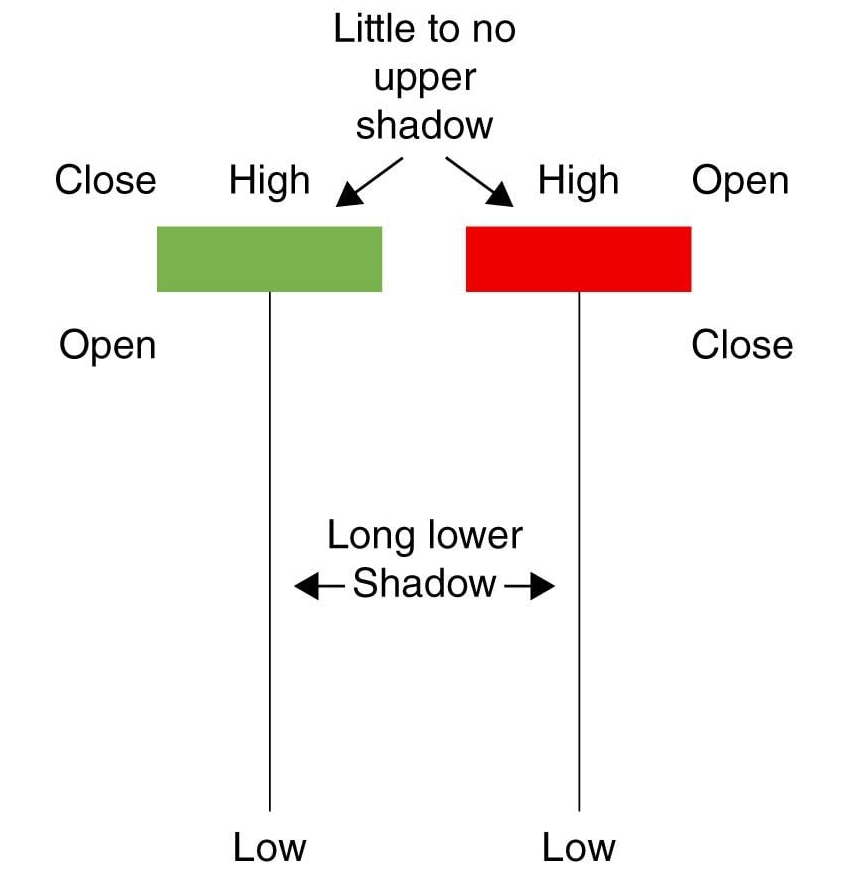 Little to no
upper
shadow
Close
High
High
Open
Open
Close
Long lower
Shadow
Low
Low